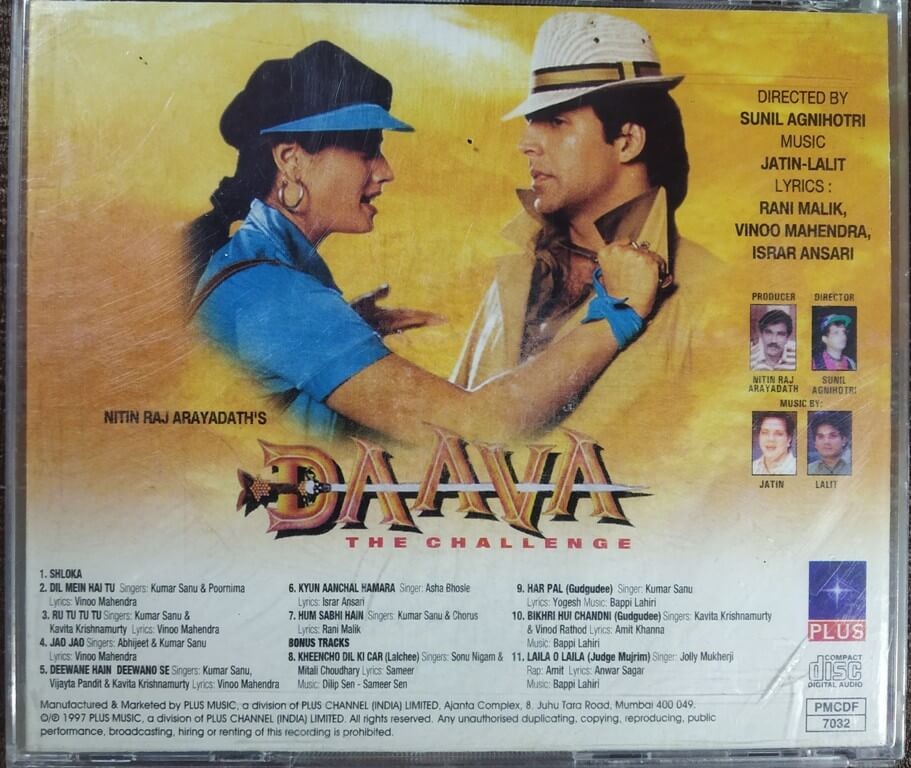 DIRECTED BY
SUNIL AGNIHOTRI
MUSIC
JATIN-LALIT
LYRICS :
RANI MALIK,
VINOO MAHENDRA,
ISRAR ANSARI
PRODUCER DIRECTOR
NITIN RAJ ARAYADATH SUNIL AGNIHOTRI
MUSIC BY:
JATIN LALIT
NITIN RAJ ARAYADATH'S
DAAVA
THE CHALLENGE
1. SHLOKA
2. DIL MEIN HAI TU Singers: Kumar Sanu & Poornima
Lyrics: Vinoo Mahendra
3. RU TU TU TU Singers: Kumar Sanu &
Kavita Krishnamurty Lyrics: Vinoo Mahendra
4. JAO JAO Singers: Abhijeet & Kumar Sanu
Lyrics: Vinoo Mahendra
5. DEEWANE HAIN DEEWANO SE Singers: Kumar Sanu,
Vijayta Pandit & Kavita Krishnamurty Lyrics: Vinoo Mahendra
6. KYUN AANCHAL HAMARA Singer: Asha Bhosle
Lyrics: Israr Ansari
7. HUM SABHI HAIN Singers: Kumar Sanu & Chorus
Lyrics: Rani Malik
BONUS TRACKS
8. KHEENCHO DIL KI CAR (Lalchee) Singers: Sonu Nigam &
Mitali Choudhary Lyrics: Sameer
Music: Dilip Sen - Sameer Sen
9. HAR PAL (Gudgudee) Singer: Kumar Sanu
Lyrics: Yogesh Music: Bappi Lahiri
10. BIKHRI HUI CHANDNI (Gudgudee) Singers: Kavita Krishnamurty
& Vinod Rathod Lyrics: Amit Khanna
Music: Bappi Lahiri
11. LAILA O LAILA (Judge Mujrim) Singer: Jolly Mukherji
Rap: Amit Lyrics: Anwar Sagar
Music: Bappi Lahiri
PLUS
COMPACT
disc
DIGITAL AUDIO
PMCDF
7032
Manufactured & Marketed by PLUS MUSIC, a division of PLUS CHANNEL (INDIA) LIMITED, Ajanta Complex, 8. Juhu Tara Road, Mumbai 400 049.
©/℗ 1997 PLUS MUSIC, a division of PLUS CHANNEL (INDIA) LIMITED. All rights reserved. Any unauthorised duplicating, copying, reproducing, public
performance, broadcasting, hiring or renting of this recording is prohibited.